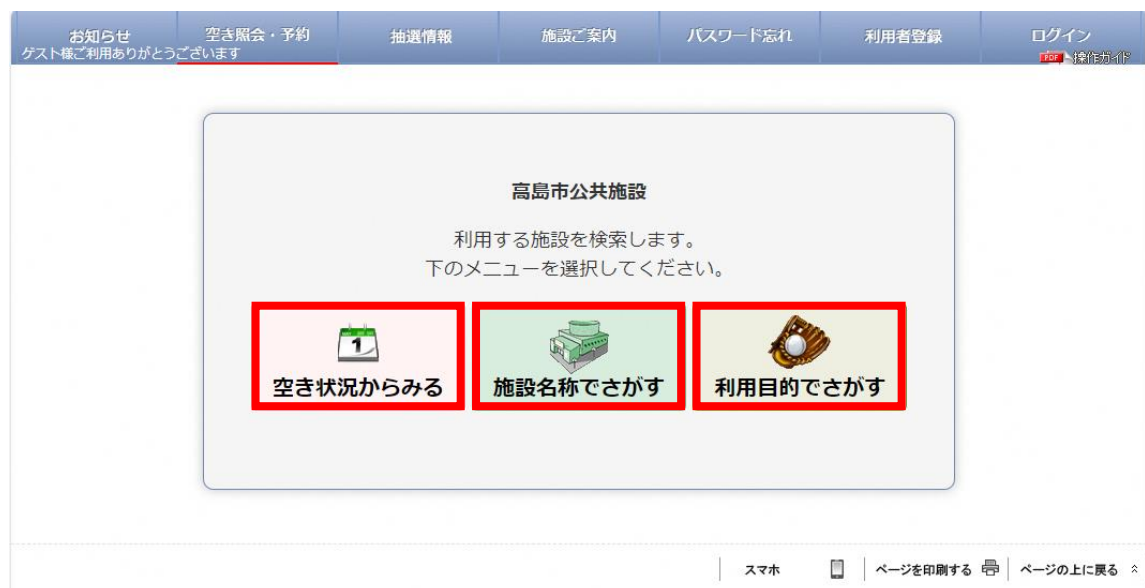 お知らせ 空き照会・予約 抽選情報 施設ご案内 パスワード忘れ 利用者登録 ログイン
ゲスト様ご利用ありがとうございます PDF 操作ガイド
高島市公共施設
利用する施設を検索します。
下のメニューを選択してください。
1
空き状況からみる 施設名称でさがす 利用目的でさがす
スマホ ページを印刷する ページの上に戻る